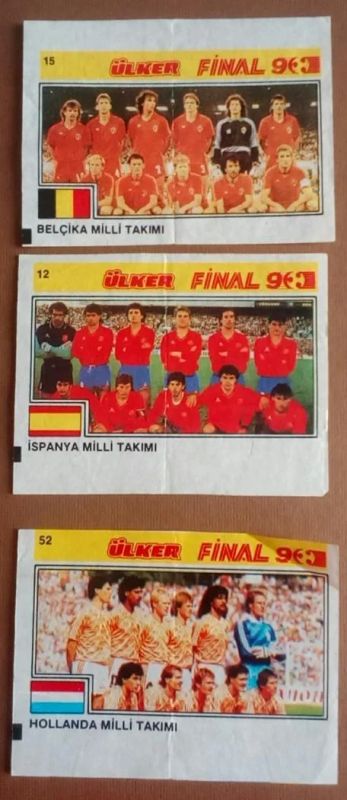 15
ÜLKER FİNAL 90
BELÇİKA MİLLİ TAKIMI
12
ÜLKER FİNAL 90
İSPANYA MİLLİ TAKIMI
52
ÜLKER FİNAL 90
HOLLANDA MİLLİ TAKIMI